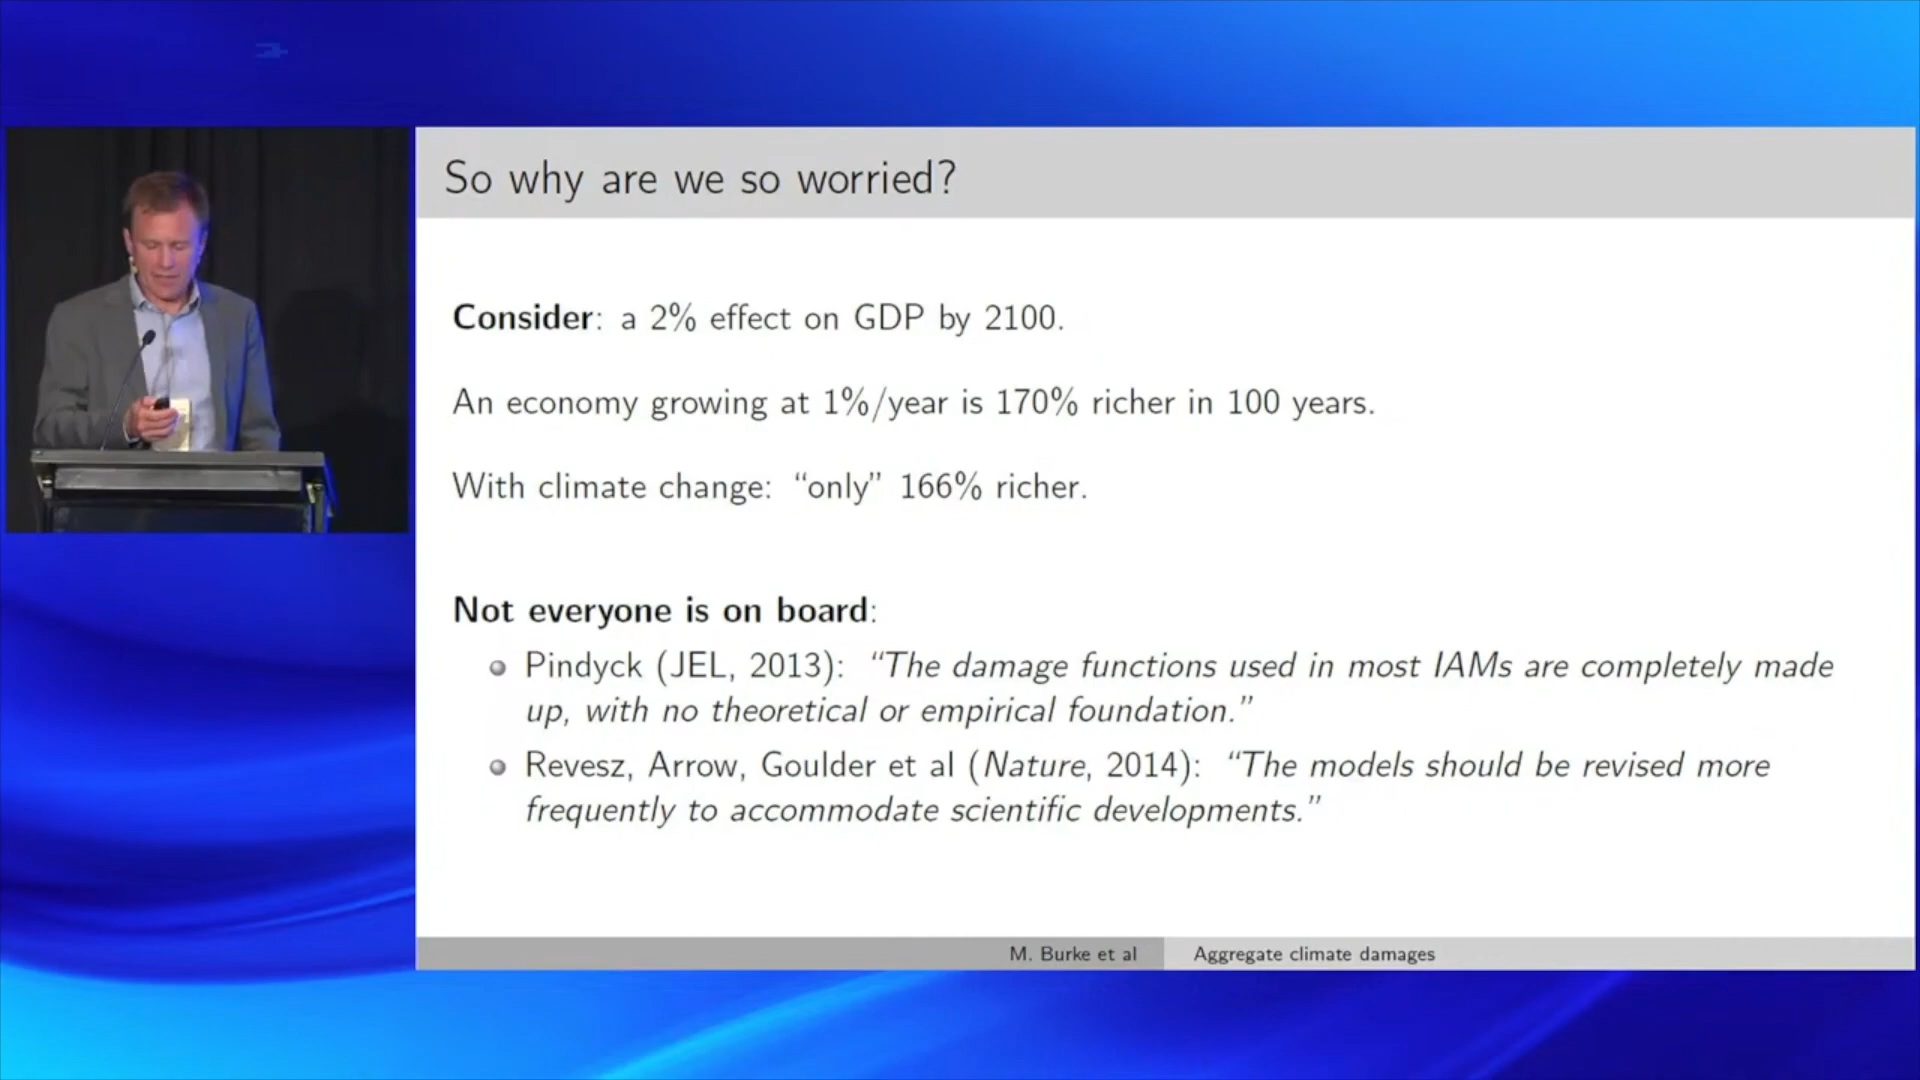 So why are we so worried?
Consider: a 2% effect on GDP by 2100.
An economy growing at 1%/year is 170% richer in 100 years.
With climate change: “only” 166% richer.
Not everyone is on board:
Pindyck (JEL, 2013): “The damage functions used in most IAMs are completely made
up, with no theoretical or empirical foundation.”
Revesz, Arrow, Goulder et al (Nature, 2014): “The models should be revised more
frequently to accommodate scientific developments.”
M. Burke et al
Aggregate climate damages